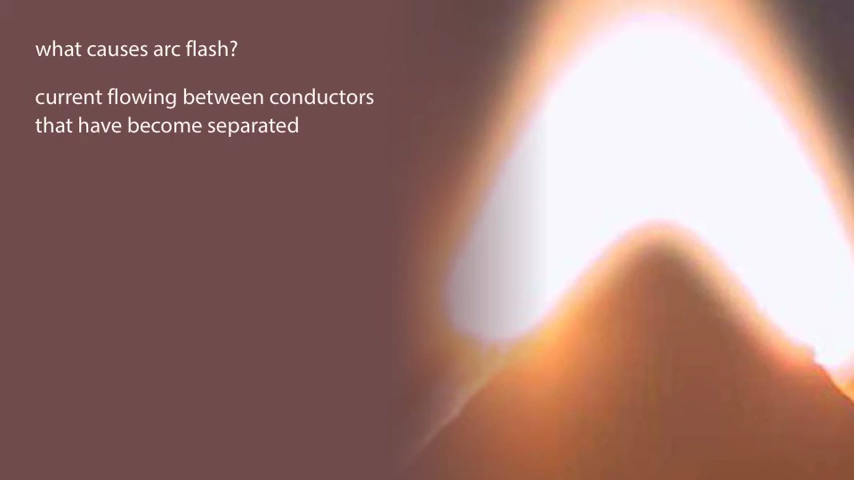 what causes arc flash?
current flowing between conductors
that have become separated